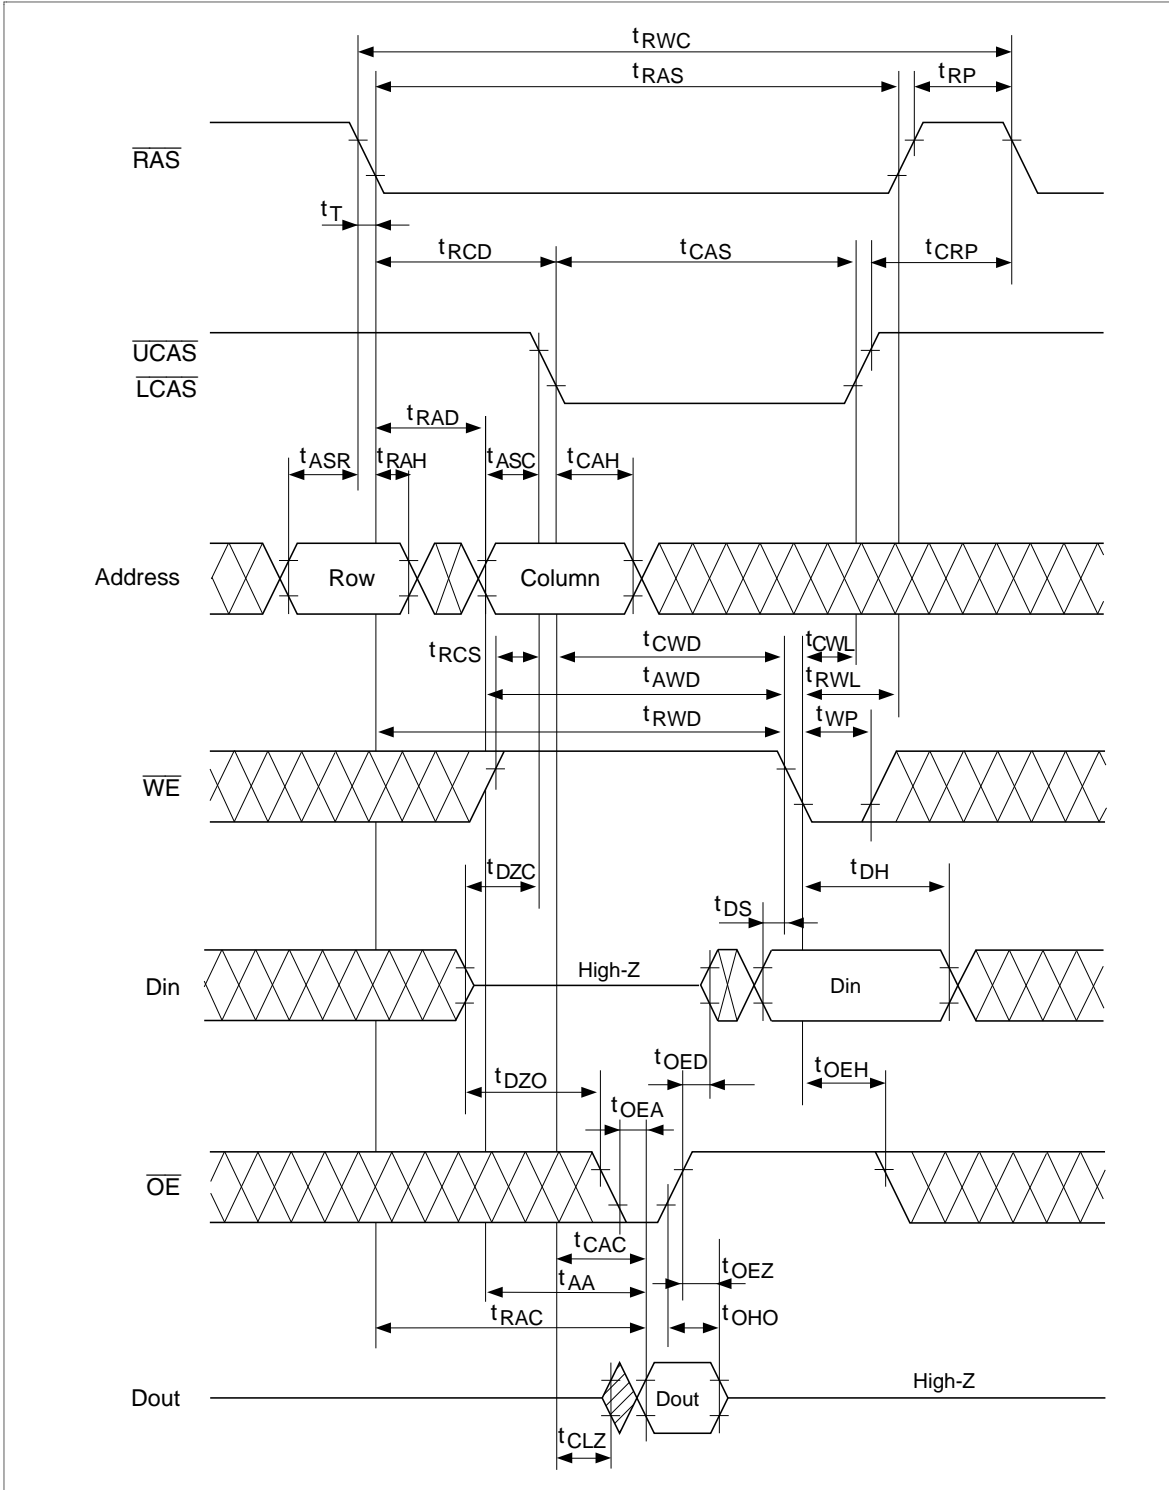 tRWC
tRAS
tRP
RAS
tT
tRCD
tCAS
tCRP
UCAS
LCAS
tRAD
tASR
tRAH
tASC
tCAH
Address
Row
Column
tRCS
tCWD
tCWL
tAWD
tRWL
tRWD
tWP
WE
tDZC
tDH
tDS
Din
High-Z
Din
tOED
tOEH
tDZO
tOEA
OE
tCAC
tOEZ
tAA
tRAC
tOHO
Dout
Dout
High-Z
tCLZ